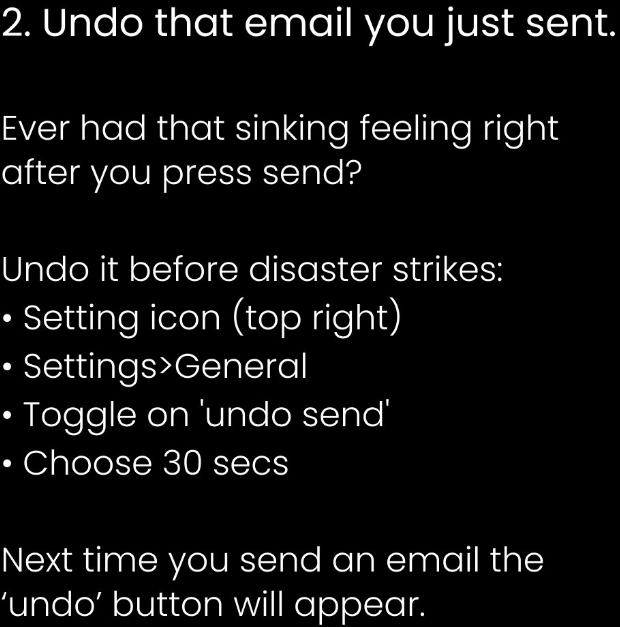 2. Undo that email you just sent.
Ever had that sinking feeling right
after you press send?
Undo it before disaster strikes:
• Setting icon (top right)
• Settings>General
• Toggle on 'undo send'
• Choose 30 secs
Next time you send an email the
‘undo’ button will appear.